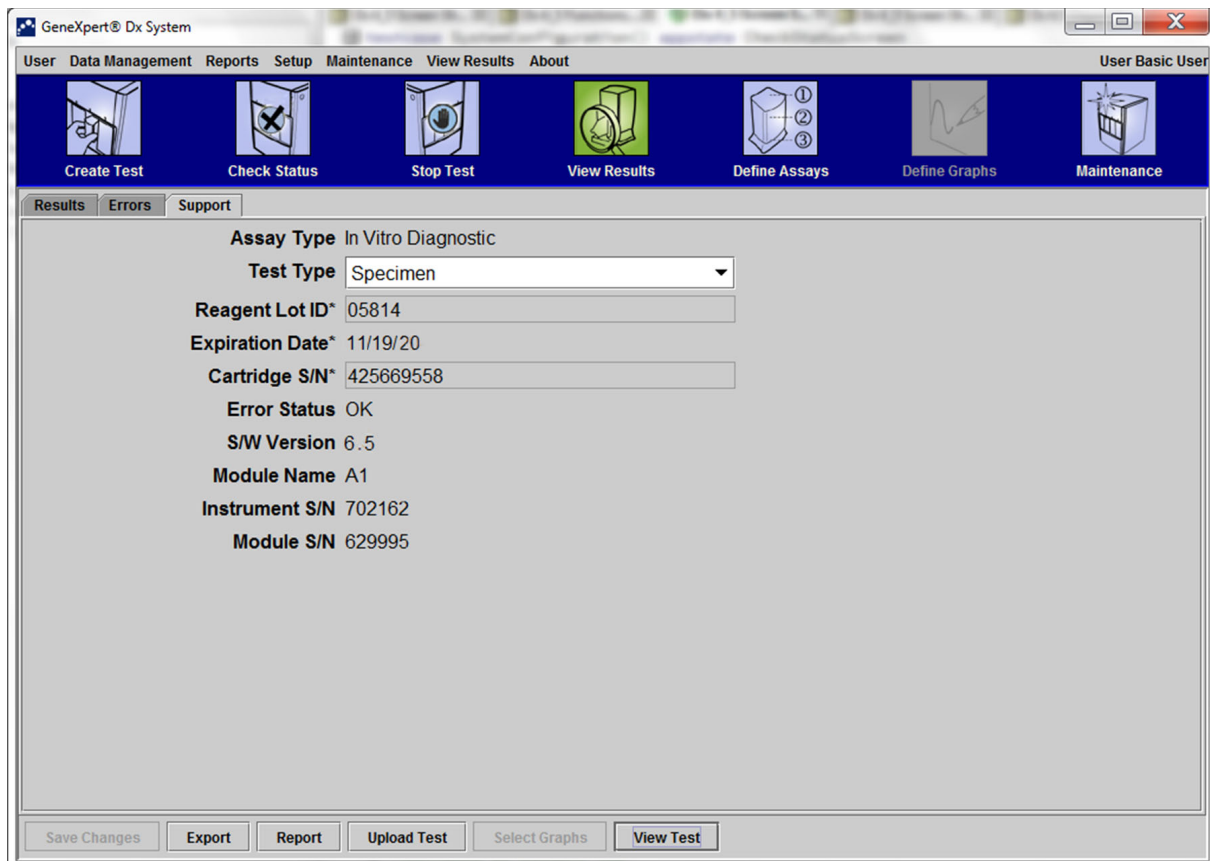 GeneXpert® Dx System
User Data Management Reports Setup Maintenance View Results About User Basic User
① ② ③
Create Test Check Status Stop Test View Results Define Assays Define Graphs Maintenance
Results Errors Support
Assay Type In Vitro Diagnostic
Test Type Specimen
Reagent Lot ID* 05814
Expiration Date* 11/19/20
Cartridge S/N* 425669558
Error Status OK
S/W Version 6.5
Module Name A1
Instrument S/N 702162
Module S/N 629995
Save Changes Export Report Upload Test Select Graphs View Test